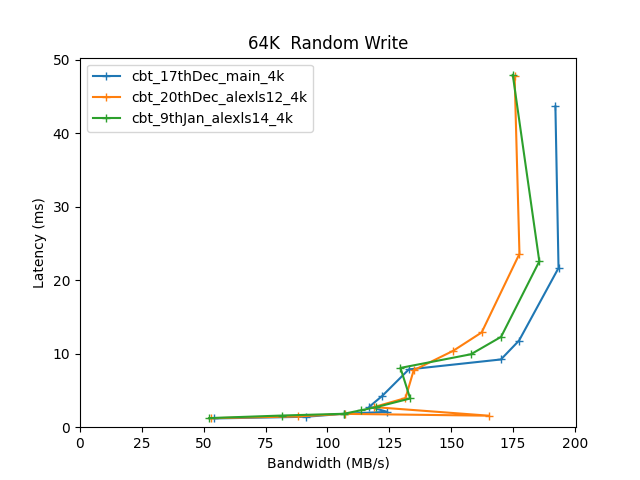 64K  Random Write
cbt_17thDec_main_4k
cbt_20thDec_alexls12_4k
cbt_9thJan_alexls14_4k
50
40
30
20
10
0
Latency (ms)
0 25 50 75 100 125 150 175 200
Bandwidth (MB/s)